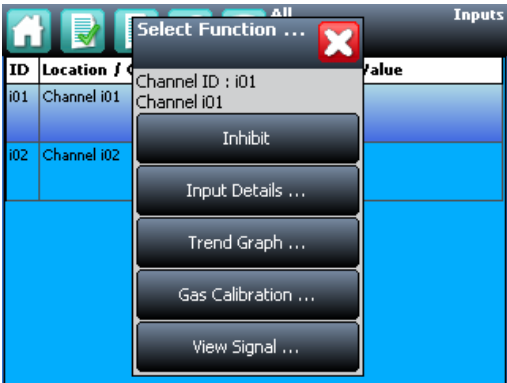 All
Inputs
Select Function ...
ID Location /
Value
Channel ID : i01
Channel i01
i01 Channel i01
i02 Channel i02
Inhibit
Input Details ...
Trend Graph ...
Gas Calibration ...
View Signal ...